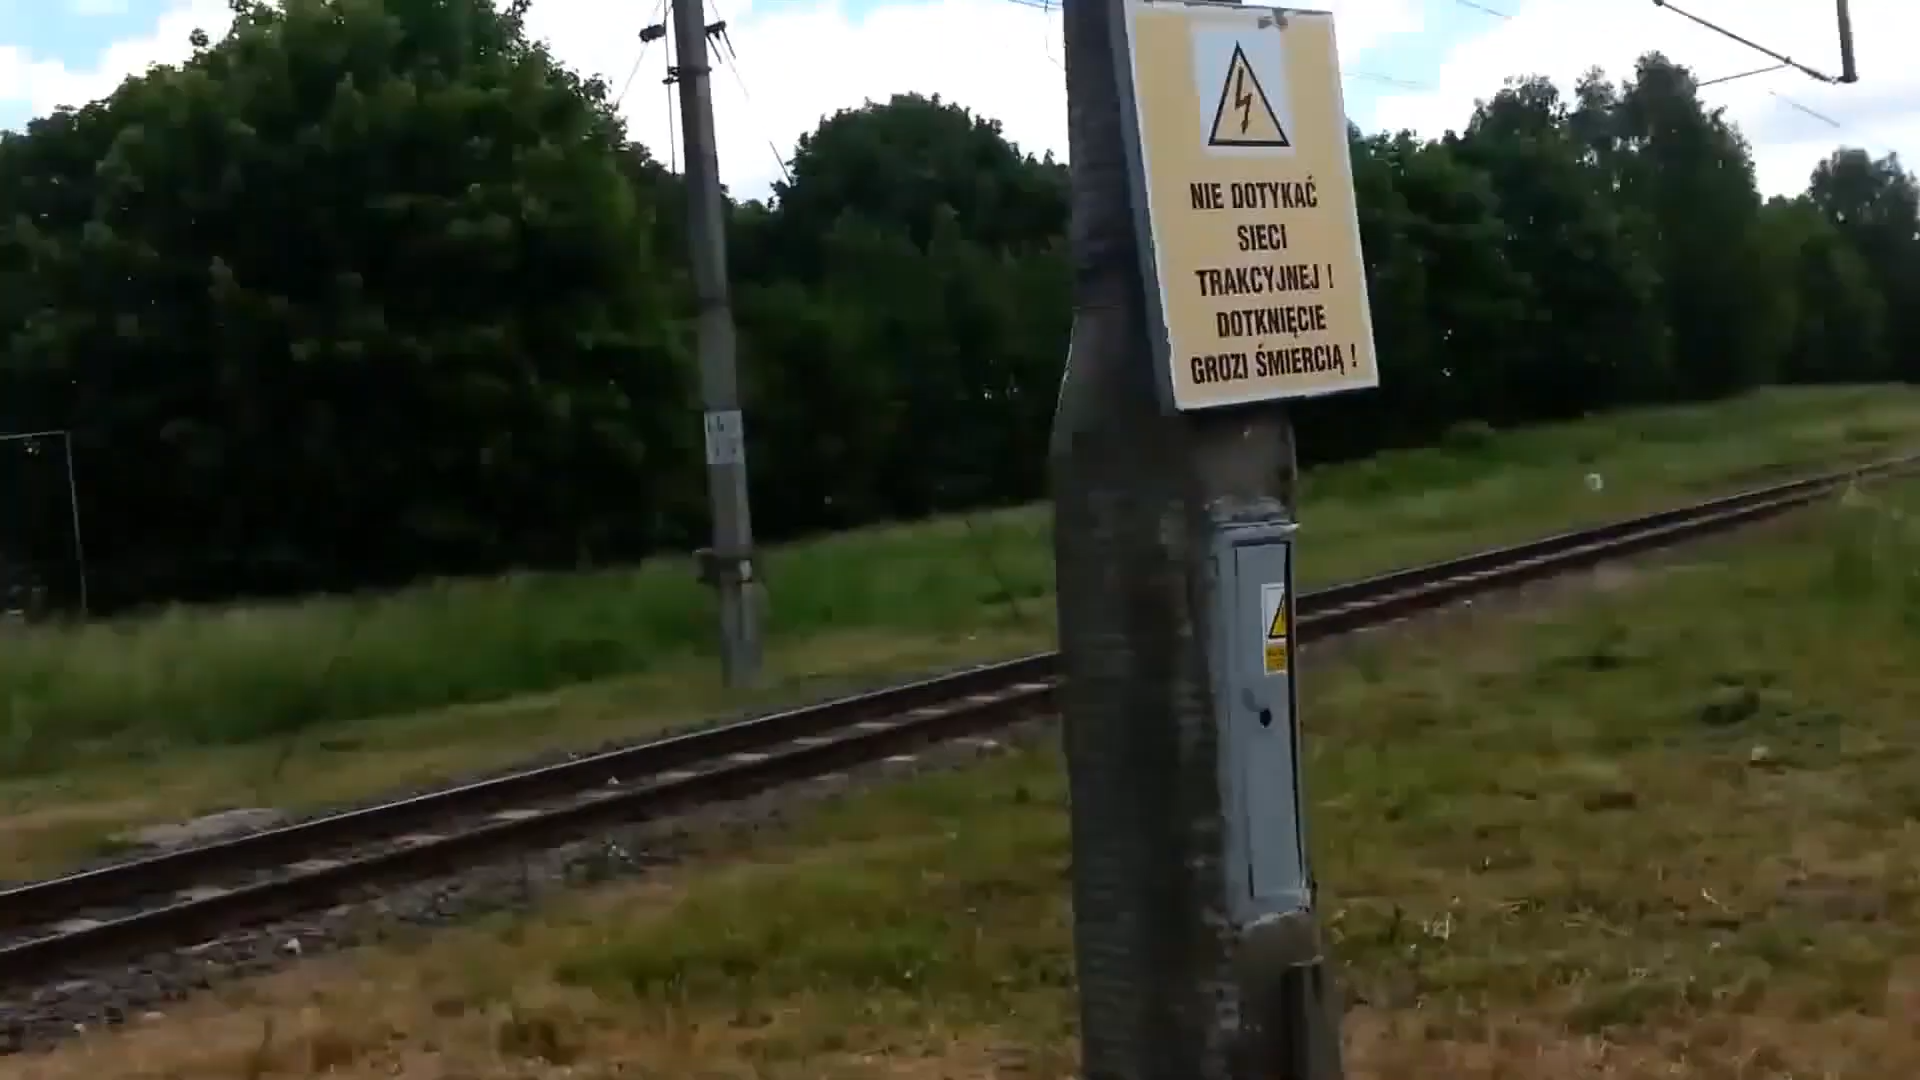 NIE DOTYKAĆ
SIECI
TRAKCYJNEJ !
DOTKNIĘCIE
GROZI ŚMIERCIĄ !